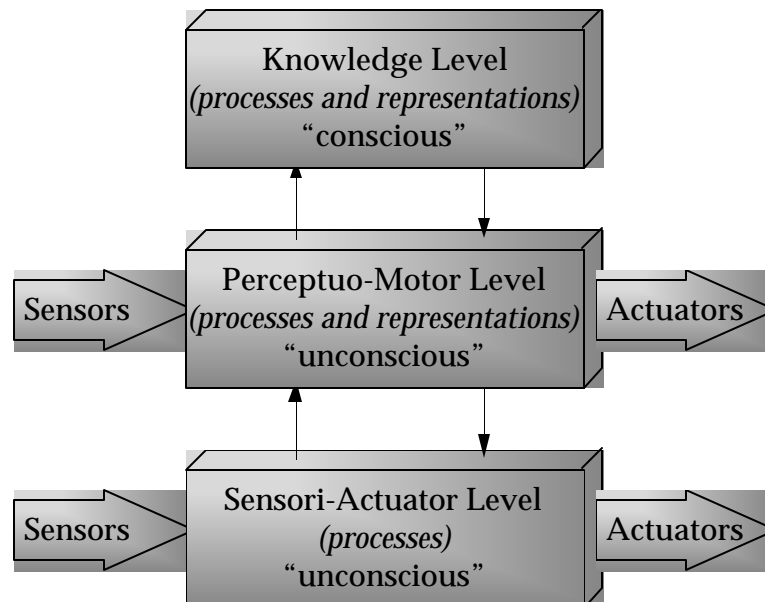 Knowledge Level
(processes and representations)
“conscious”
Sensors
Perceptuo-Motor Level
(processes and representations)
“unconscious”
Actuators
Sensors
Sensori-Actuator Level
(processes)
“unconscious”
Actuators